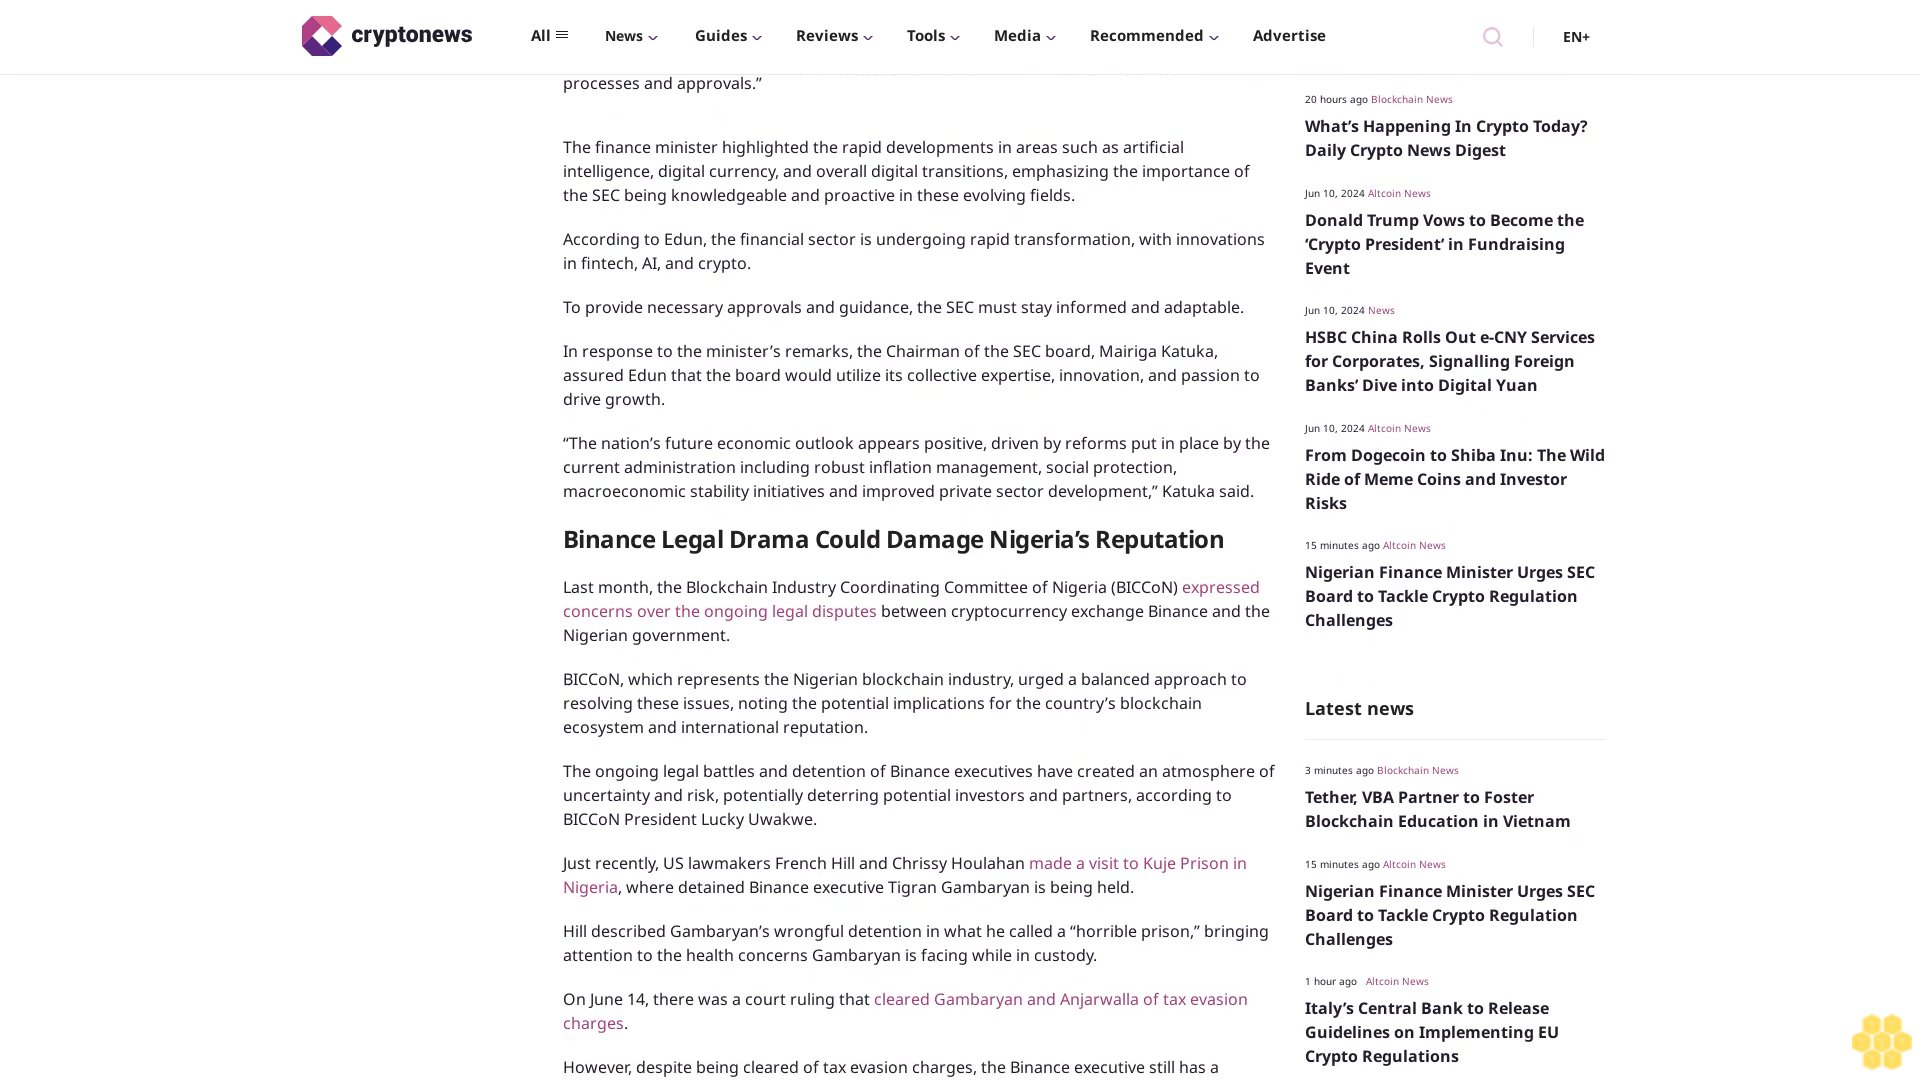 cryptonews
All
News
Guides
Reviews
Tools
Media
Recommended
Advertise
EN+
processes and approvals.”
The finance minister highlighted the rapid developments in areas such as artificial
intelligence, digital currency, and overall digital transitions, emphasizing the importance of
the SEC being knowledgeable and proactive in these evolving fields.
According to Edun, the financial sector is undergoing rapid transformation, with innovations
in fintech, AI, and crypto.
To provide necessary approvals and guidance, the SEC must stay informed and adaptable.
In response to the minister’s remarks, the Chairman of the SEC board, Mairiga Katuka,
assured Edun that the board would utilize its collective expertise, innovation, and passion to
drive growth.
“The nation’s future economic outlook appears positive, driven by reforms put in place by the
current administration including robust inflation management, social protection,
macroeconomic stability initiatives and improved private sector development,” Katuka said.
Binance Legal Drama Could Damage Nigeria’s Reputation
Last month, the Blockchain Industry Coordinating Committee of Nigeria (BICCoN) expressed
concerns over the ongoing legal disputes between cryptocurrency exchange Binance and the
Nigerian government.
BICCoN, which represents the Nigerian blockchain industry, urged a balanced approach to
resolving these issues, noting the potential implications for the country’s blockchain
ecosystem and international reputation.
The ongoing legal battles and detention of Binance executives have created an atmosphere of
uncertainty and risk, potentially deterring potential investors and partners, according to
BICCoN President Lucky Uwakwe.
Just recently, US lawmakers French Hill and Chrissy Houlahan made a visit to Kuje Prison in
Nigeria, where detained Binance executive Tigran Gambaryan is being held.
Hill described Gambaryan’s wrongful detention in what he called a “horrible prison,” bringing
attention to the health concerns Gambaryan is facing while in custody.
On June 14, there was a court ruling that cleared Gambaryan and Anjarwalla of tax evasion
charges.
However, despite being cleared of tax evasion charges, the Binance executive still has a
20 hours ago Blockchain News
What’s Happening In Crypto Today?
Daily Crypto News Digest
Jun 10, 2024 Altcoin News
Donald Trump Vows to Become the
‘Crypto President’ in Fundraising
Event
Jun 10, 2024 News
HSBC China Rolls Out e-CNY Services
for Corporates, Signalling Foreign
Banks’ Dive into Digital Yuan
Jun 10, 2024 Altcoin News
From Dogecoin to Shiba Inu: The Wild
Ride of Meme Coins and Investor
Risks
15 minutes ago Altcoin News
Nigerian Finance Minister Urges SEC
Board to Tackle Crypto Regulation
Challenges
Latest news
3 minutes ago Blockchain News
Tether, VBA Partner to Foster
Blockchain Education in Vietnam
15 minutes ago Altcoin News
Nigerian Finance Minister Urges SEC
Board to Tackle Crypto Regulation
Challenges
1 hour ago Altcoin News
Italy’s Central Bank to Release
Guidelines on Implementing EU
Crypto Regulations